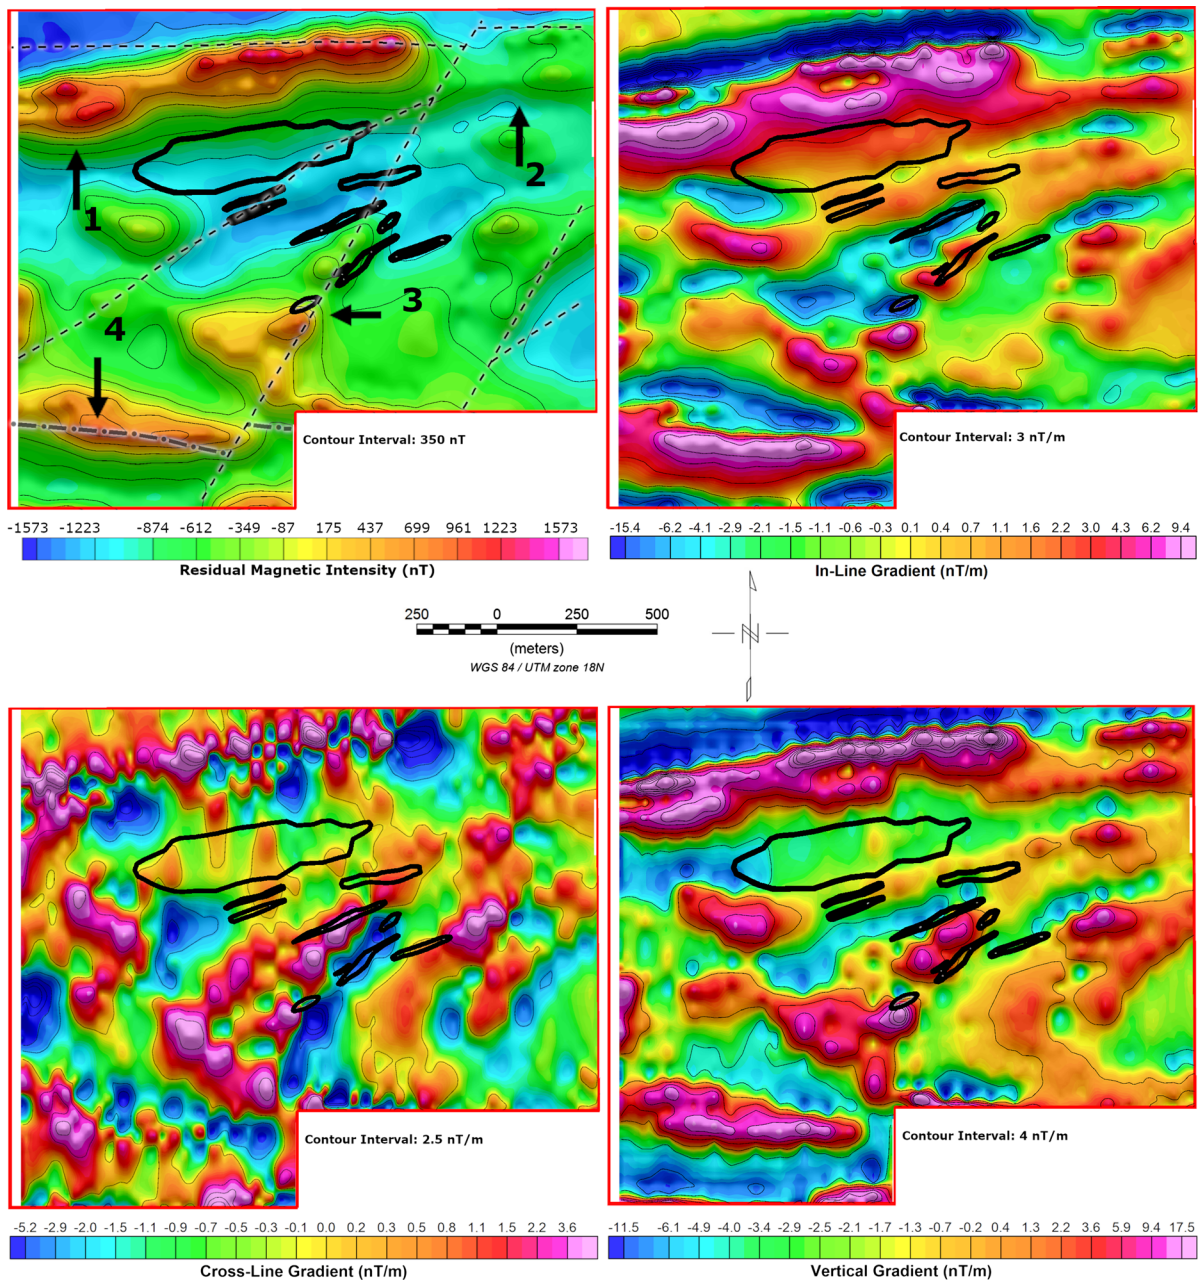 1
2
3
4
Contour Interval: 350 nT
Contour Interval: 3 nT/m
-1573 -1223 -874 -612 -349 -87 175 437 699 961 1223 1573
Residual Magnetic Intensity (nT)
-15.4 -6.2 -4.1 -2.9 -2.1 -1.5 -1.1 -0.6 -0.3 0.1 0.4 0.7 1.1 1.6 2.2 3.0 4.3 6.2 9.4
In-Line Gradient (nT/m)
250 0 250 500
(meters)
WGS 84 / UTM zone 18N
N
Contour Interval: 2.5 nT/m
Contour Interval: 4 nT/m
-5.2 -2.9 -2.0 -1.5 -1.1 -0.9 -0.7 -0.5 -0.3 -0.1 0.0 0.2 0.3 0.5 0.8 1.1 1.5 2.2 3.6
Cross-Line Gradient (nT/m)
-11.5 -6.1 -4.9 -4.0 -3.4 -2.9 -2.5 -2.1 -1.7 -1.3 -0.7 -0.2 0.4 1.3 2.2 3.6 5.9 9.4 17.5
Vertical Gradient (nT/m)